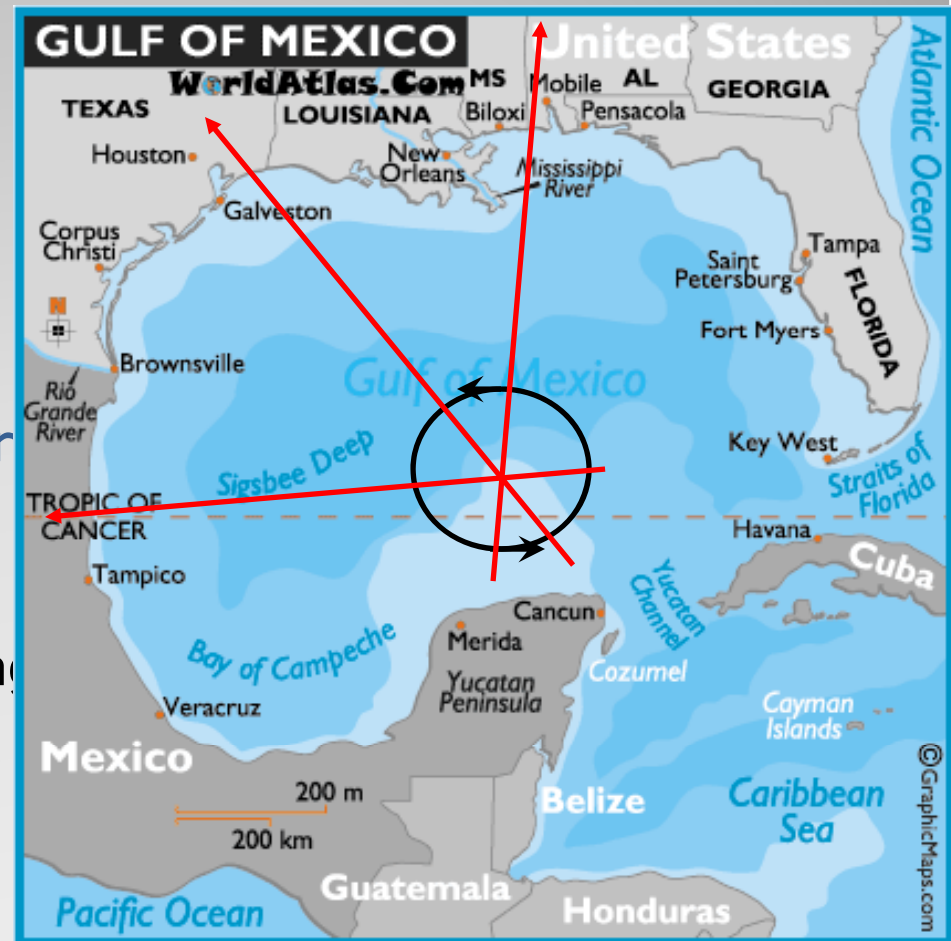 GULF OF MEXICO
United States
WorldAtlas.Com
MS
Mobile
AL
TEXAS
LOUISIANA
Biloxi
Pensacola
GEORGIA
Atlantic Ocean
Houston
New
Orleans
Mississippi
River
Galveston
Corpus
Christi
Tampa
Saint
Petersburg
FLORIDA
N
Fort Myers
Brownsville
Gulf of Mexico
Rio
Grande
River
Key West
Sigsbee Deep
Straits of
Florida
TROPIC OF
CANCER
Havana
Cuba
Tampico
Yucatan
Channel
Cancun
Merida
Bay of Campeche
Cozumel
Yucatan
Peninsula
Veracruz
Cayman
Islands
Mexico
200 m
200 km
Belize
Caribbean
Sea
©GraphicMaps.com
Guatemala
Honduras
Pacific Ocean